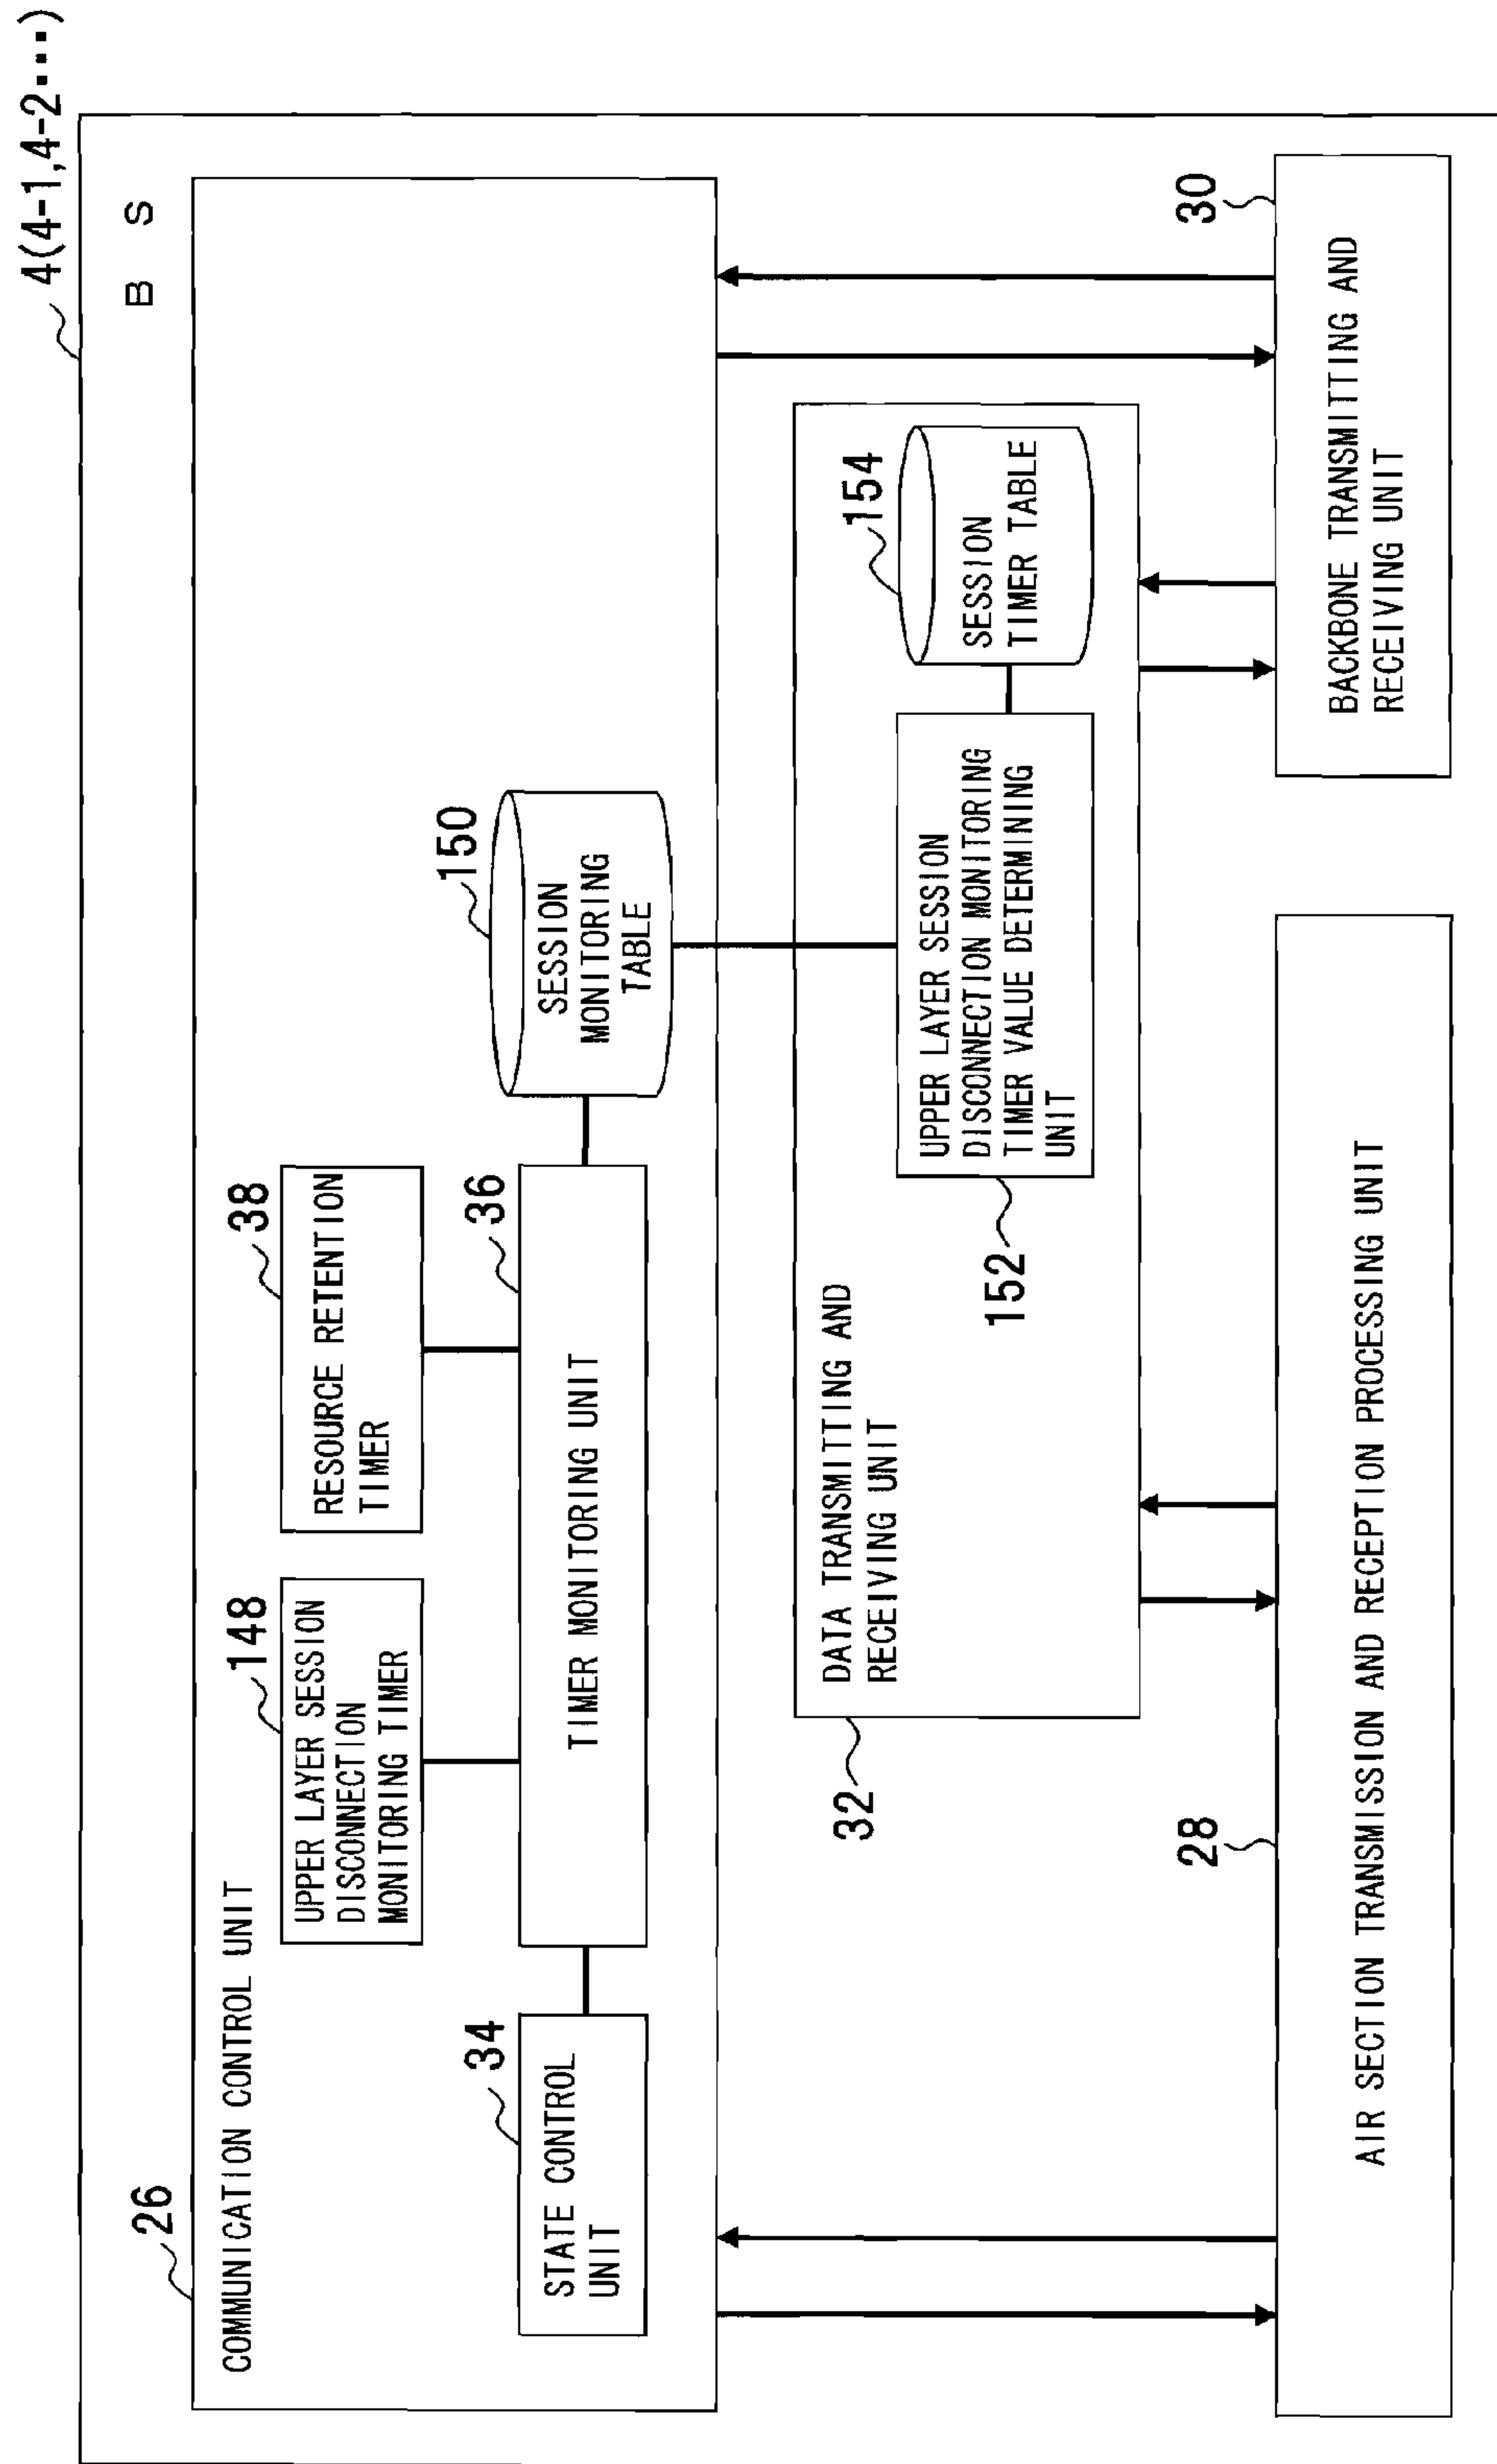 4(4-1,4-2･･･)
B S
26
COMMUNICATION CONTROL UNIT
148
UPPER LAYER SESSION
DISCONNECTION
MONITORING TIMER
38
RESOURCE RETENTION
TIMER
34
STATE CONTROL
UNIT
36
TIMER MONITORING UNIT
150
SESSION
MONITORING
TABLE
32
DATA TRANSMITTING AND
RECEIVING UNIT
152
UPPER LAYER SESSION
DISCONNECTION MONITORING
TIMER VALUE DETERMINING
UNIT
154
SESSION
TIMER TABLE
28
AIR SECTION TRANSMISSION AND RECEPTION PROCESSING UNIT
30
BACKBONE TRANSMITTING AND
RECEIVING UNIT